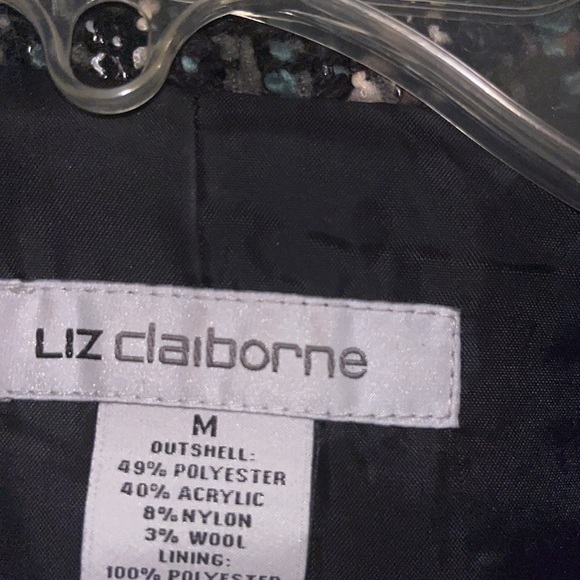 LIZ claiborne
M
OUTSHELL:
49% POLYESTER
40% ACRYLIC
8% NYLON
3% WOOL
LINING:
100% POLYESTER